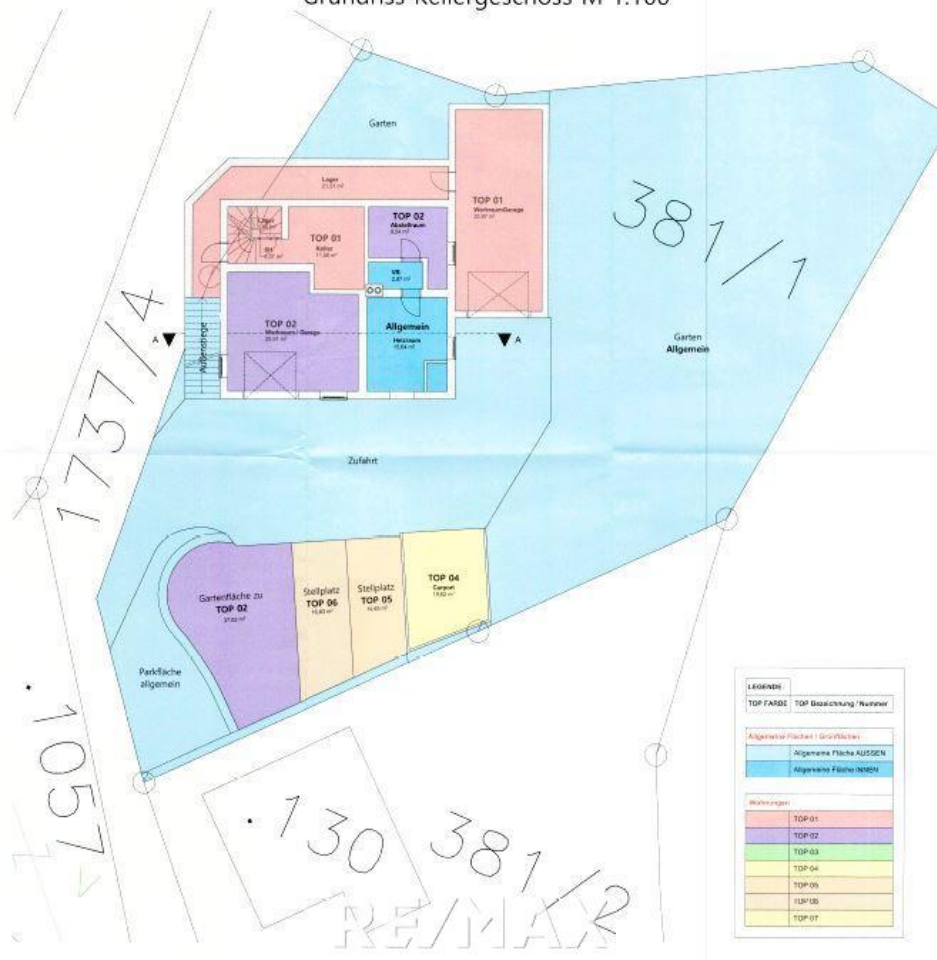 Grundriss Kellergeschoss M 1:100
Garten
Lager
TOP 01
TOP 02
Abstellraum
TOP 01
Keller
Lager
VR
TOP 02
Werkraum / Garage
Allgemein
Heizraum
Außenstiege
A
A
381/1
Garten
Allgemein
1737/4
Zufahrt
Gartenfläche zu
TOP 02
Stellplatz
TOP 06
Stellplatz
TOP 05
TOP 04
Carport
Parkfläche
allgemein
1057
130
381/2
LEGENDE:
TOP FARBE TOP Bezeichnung / Nummer
Allgemeine Flächen / Grünflächen
Allgemeine Fläche AUSSEN
Allgemeine Fläche INNEN
Wohnungen
TOP 01
TOP 02
TOP 03
TOP 04
TOP 05
TOP 06
TOP 07
RE/MAX